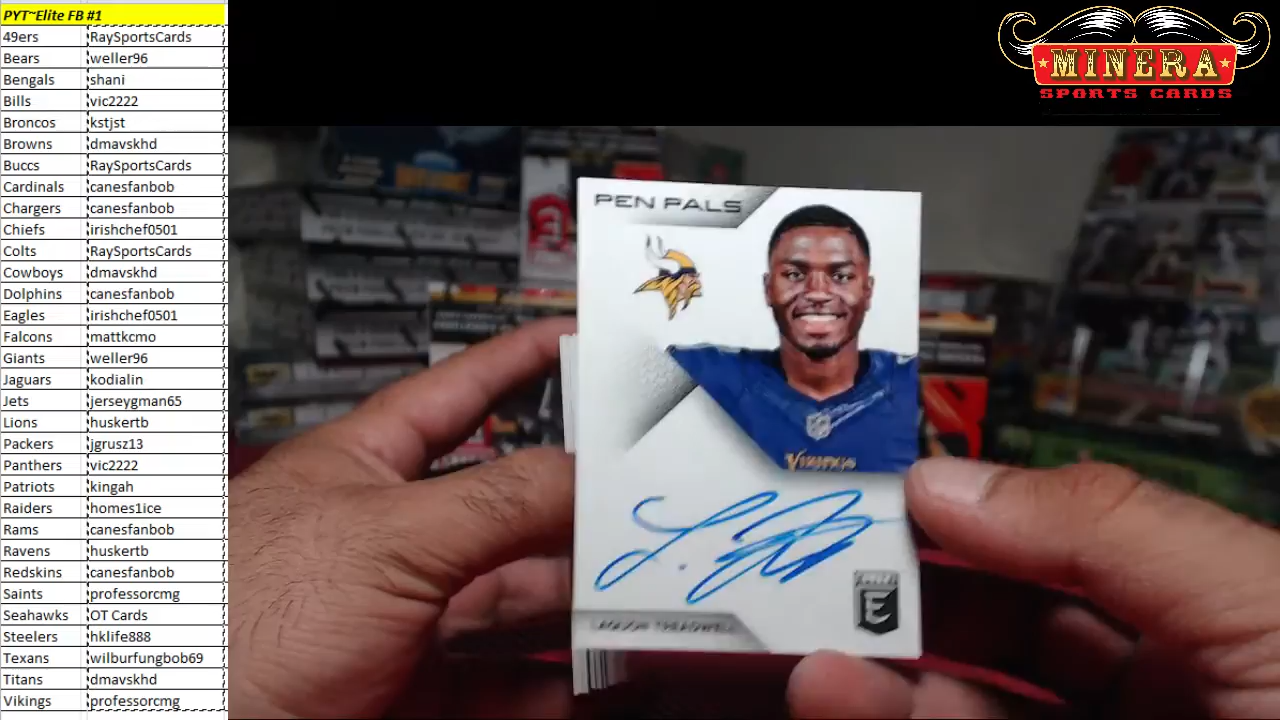 PYT~Elite FB #1
49ers RaySportsCards
Bears weller96
Bengals shani
Bills vic2222
Broncos kstjst
Browns dmavskhd
Buccs RaySportsCards
Cardinals canesfanbob
Chargers canesfanbob
Chiefs irishchef0501
Colts RaySportsCards
Cowboys dmavskhd
Dolphins canesfanbob
Eagles irishchef0501
Falcons mattkcmo
Giants weller96
Jaguars kodialin
Jets jerseygman65
Lions huskertb
Packers jgrusz13
Panthers vic2222
Patriots kingah
Raiders homes1ice
Rams canesfanbob
Ravens huskertb
Redskins canesfanbob
Saints professorcmg
Seahawks OT Cards
Steelers hklife888
Texans wilburfungbob69
Titans dmavskhd
Vikings professorcmg
MINERA
SPORTS CARDS
PEN PALS
VIKINGS
LAQUON TREADWELL
E